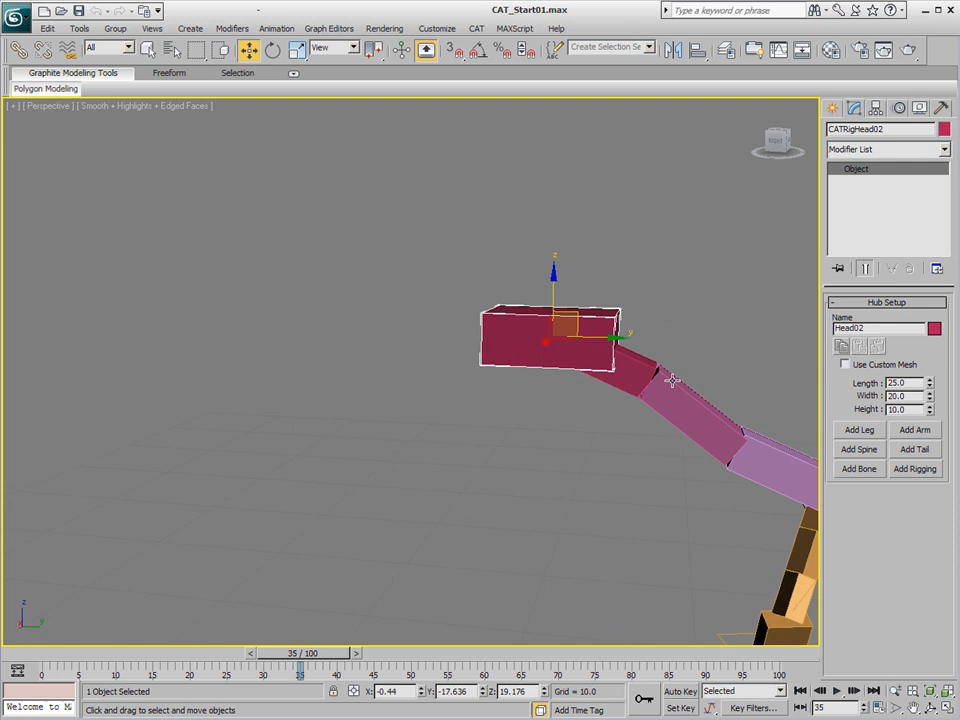 CAT_Start01.max
Type a keyword or phrase
Edit Tools Group Views Create Modifiers Animation Graph Editors Rendering Customize CAT MAXScript Help
All
View
3
Create Selection Se
Graphite Modeling Tools Freeform Selection
Polygon Modeling
[ + ] [ Perspective ] [ Smooth + Highlights + Edged Faces ]
RIGHT
CATRigHead02
Modifier List
Object
z
y
- Hub Setup
Name
Head02
Use Custom Mesh
Length : 25.0
Width : 20.0
Height : 10.0
Add Leg Add Arm
Add Spine Add Tail
Add Bone Add Rigging
z
x y
< 35 / 100 >
0 5 10 15 20 25 30 35 40 45 50 55 60 65 70 75 80 85 90 95 100
1 Object Selected X: -0.44 Y: -17.636 Z: 19.176 Grid = 10.0 Auto Key Selected
Welcome to M Click and drag to select and move objects Add Time Tag Set Key Key Filters... 35